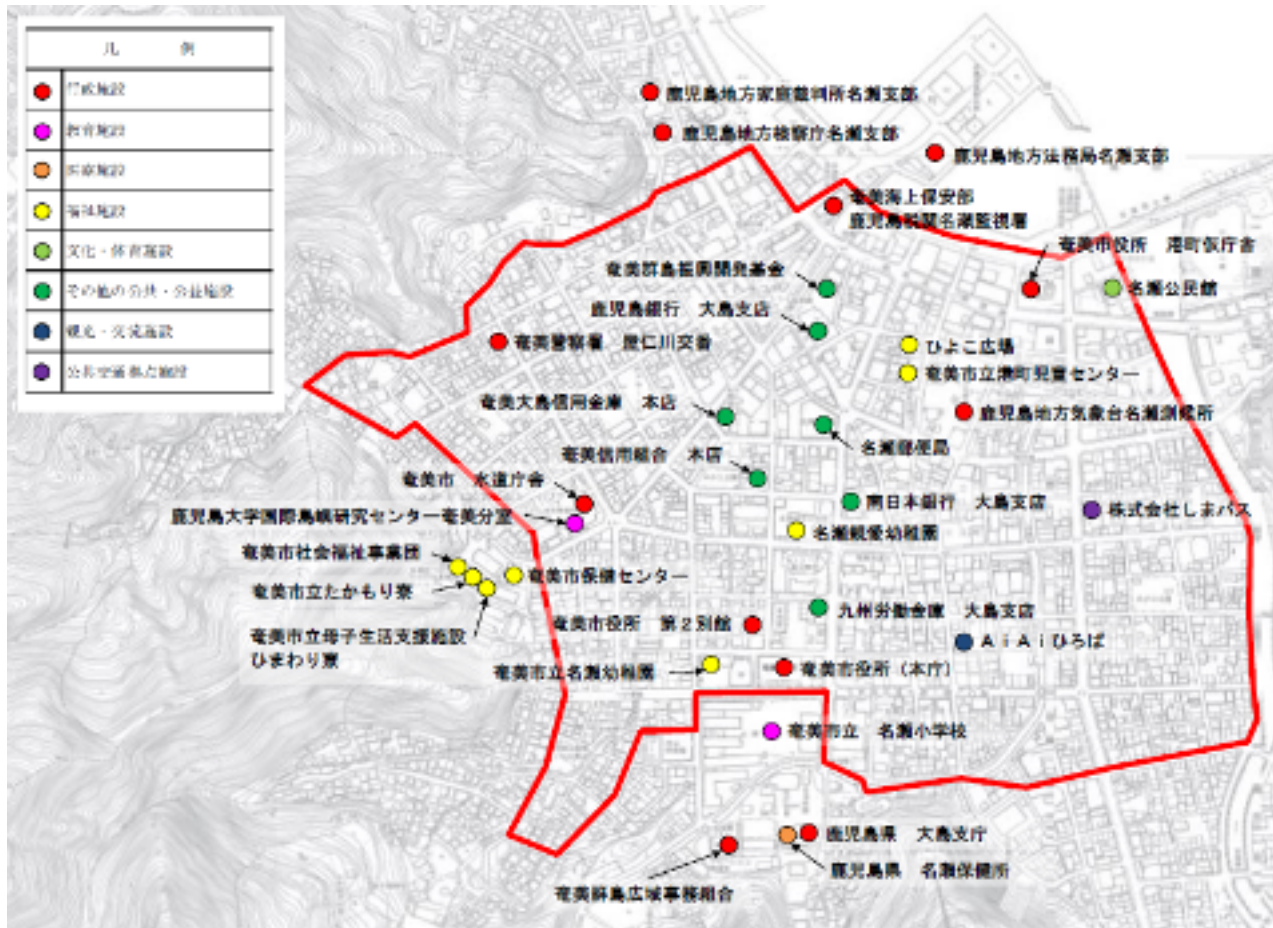 凡　例
行政施設
教育施設
医療施設
福祉施設
文化・体育施設
その他の公共・公益施設
観光・交流施設
公共交通拠点施設
鹿児島地方家庭裁判所名瀬支部
鹿児島地方検察庁名瀬支部
鹿児島地方法務局名瀬支部
奄美海上保安部
鹿児島税関名瀬監視署
奄美市役所　港町仮庁舎
奄美群島振興開発基金
名瀬公民館
鹿児島銀行　大島支店
奄美警察署　屋仁川交番
ひよこ広場
奄美市立港町児童センター
奄美大島信用金庫　本店
鹿児島地方気象台名瀬測候所
名瀬郵便局
奄美信用組合　本店
奄美市　水道庁舎
南日本銀行　大島支店
株式会社しまバス
鹿児島大学国際島嶼研究センター奄美分室
名瀬親愛幼稚園
奄美市社会福祉事業団
奄美市保健センター
奄美市立たかもり寮
九州労働金庫　大島支店
奄美市役所　第２別館
奄美市立母子生活支援施設
ひまわり寮
ＡｉＡｉひろば
奄美市立名瀬幼稚園
奄美市役所（本庁）
奄美市立　名瀬小学校
鹿児島県　大島支庁
鹿児島県　名瀬保健所
奄美群島広域事務組合